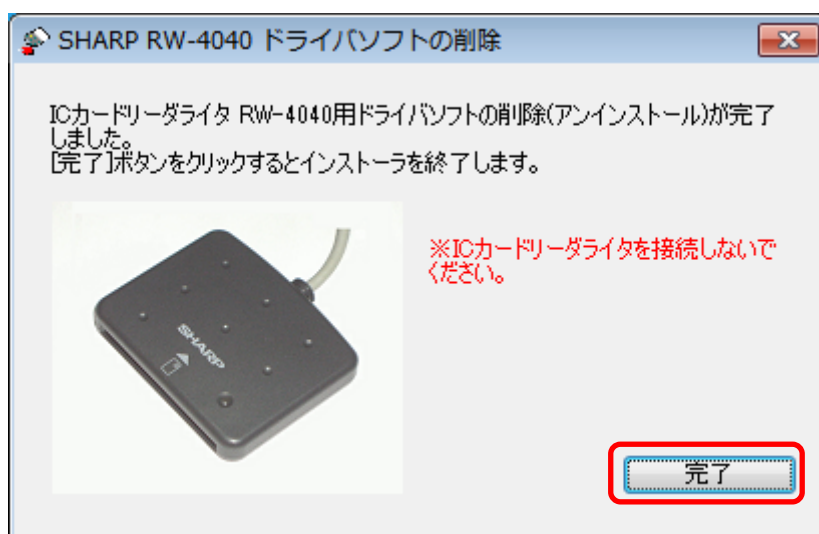 SHARP RW-4040 ドライバソフトの削除
ICカードリーダライタ RW-4040用ドライバソフトの削除(アンインストール)が完了
しました。
[完了]ボタンをクリックするとインストーラを終了します。
※ICカードリーダライタを接続しないで
ください。
SHARP
完了